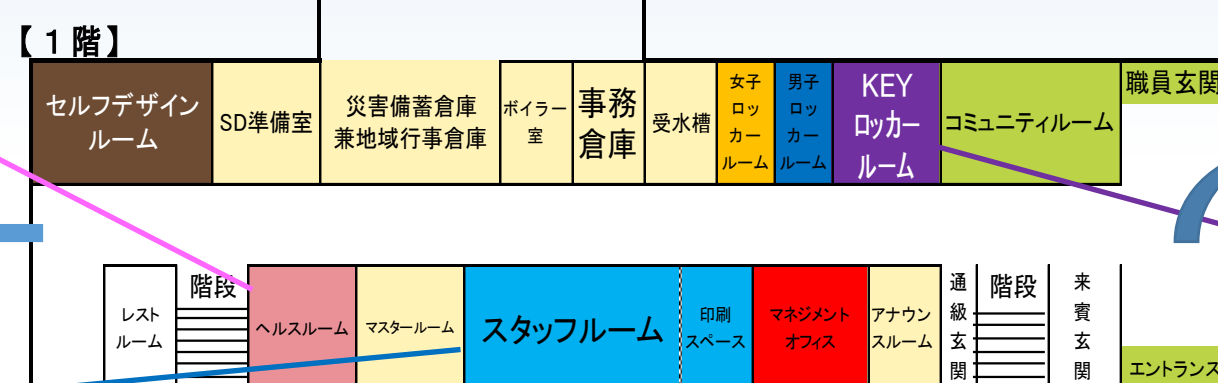 【１階】
セルフデザイン
ルーム
SD準備室
災害備蓄倉庫
兼地域行事倉庫
ボイラー
室
事務
倉庫
受水槽
女子
ロッ
カー
ルーム
男子
ロッ
カー
ルーム
KEY
ロッカー
ルーム
コミュニティルーム
職員玄関
レスト
ルーム
階段
ヘルスルーム
マスタールーム
スタッフルーム
印刷
スペース
マネジメント
オフィス
アナウン
スルーム
通
級
玄
関
階段
来
賓
玄
関
エントランス